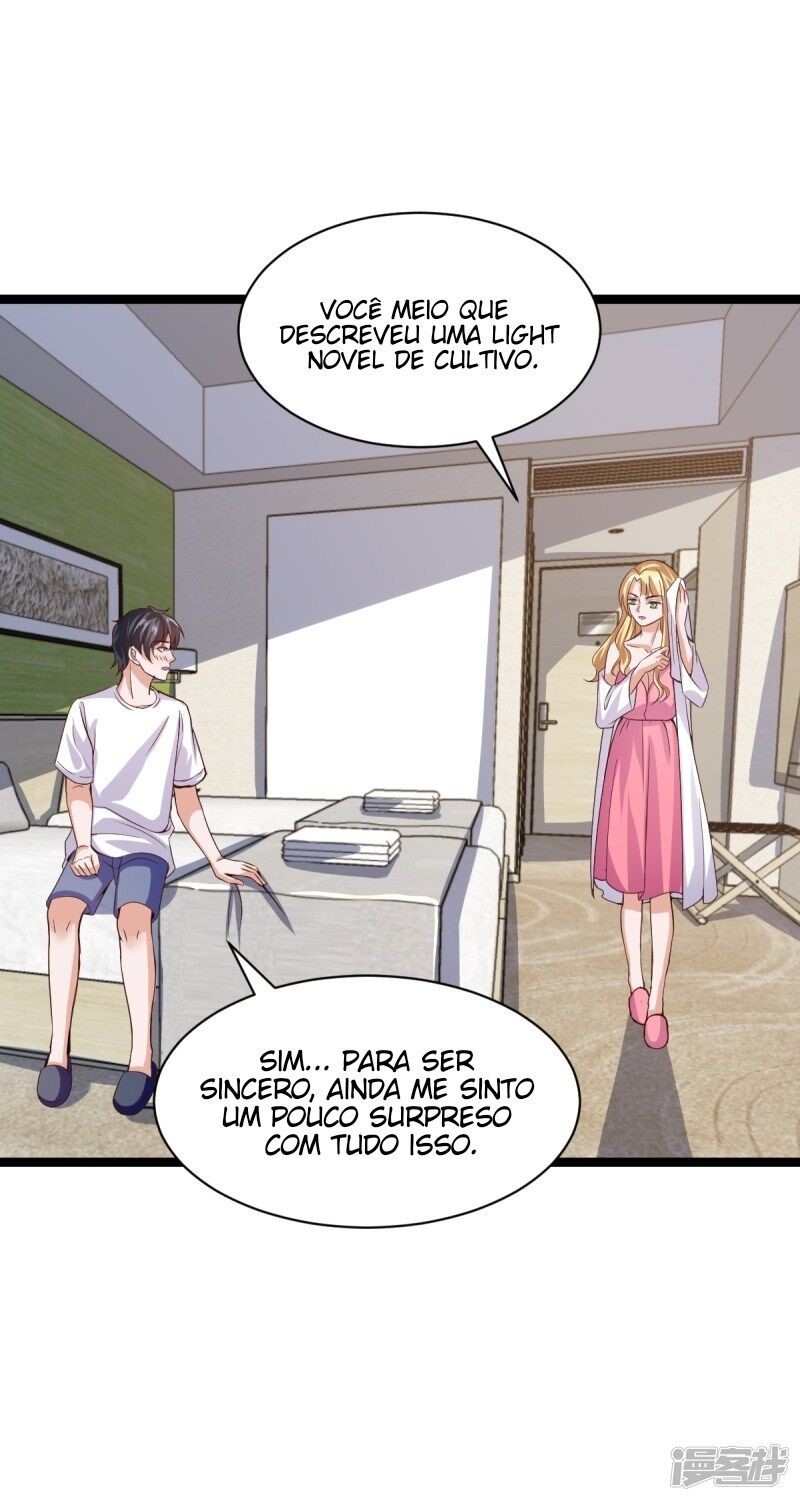 VOCÊ MEIO QUE
DESCREVEU UMA LIGHT
NOVEL DE CULTIVO.
SIM... PARA SER
SINCERO, AINDA ME SINTO
UM POUCO SURPRESO
COM TUDO ISSO.
漫客栈